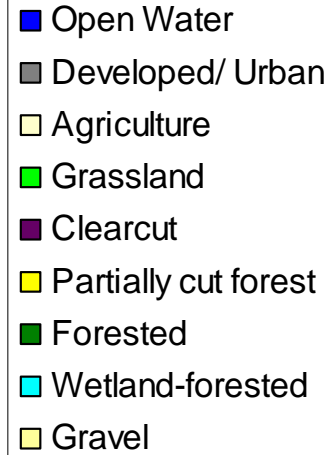 Open Water
Developed/ Urban
Agriculture
Grassland
Clearcut
Partially cut forest
Forested
Wetland-forested
Gravel